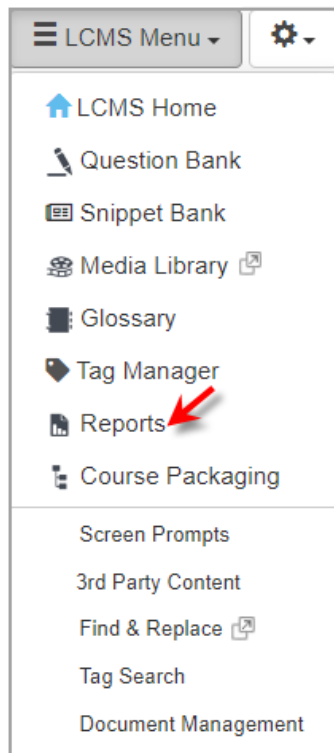 LCMS Menu
LCMS Home
Question Bank
Snippet Bank
Media Library
Glossary
Tag Manager
Reports
Course Packaging
Screen Prompts
3rd Party Content
Find & Replace
Tag Search
Document Management